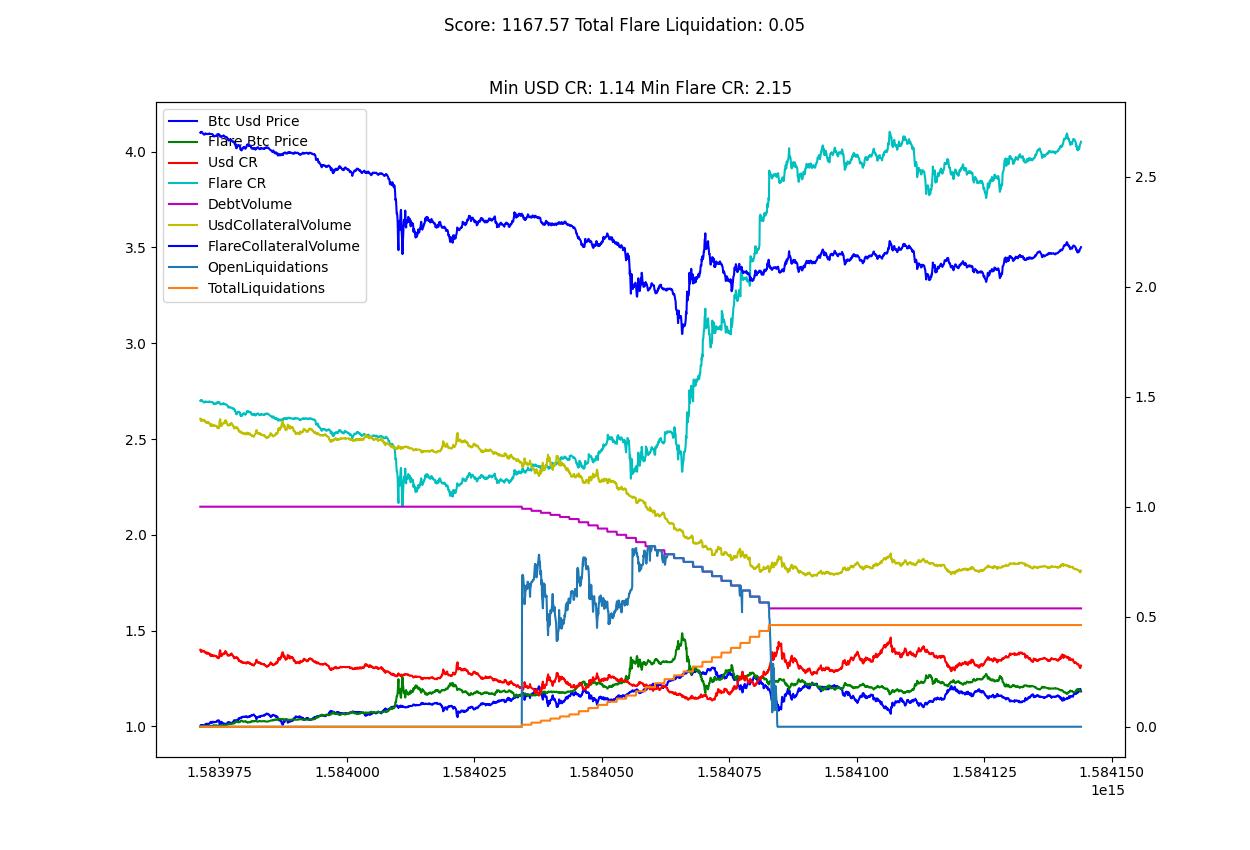 Score: 1167.57 Total Flare Liquidation: 0.05
Min USD CR: 1.14 Min Flare CR: 2.15
Btc Usd Price
Flare Btc Price
Usd CR
Flare CR
DebtVolume
UsdCollateralVolume
FlareCollateralVolume
OpenLiquidations
TotalLiquidations
4.0
3.5
3.0
2.5
2.0
1.5
1.0
2.5
2.0
1.5
1.0
0.5
0.0
1.583975 1.584000 1.584025 1.584050 1.584075 1.584100 1.584125 1.584150
1e15